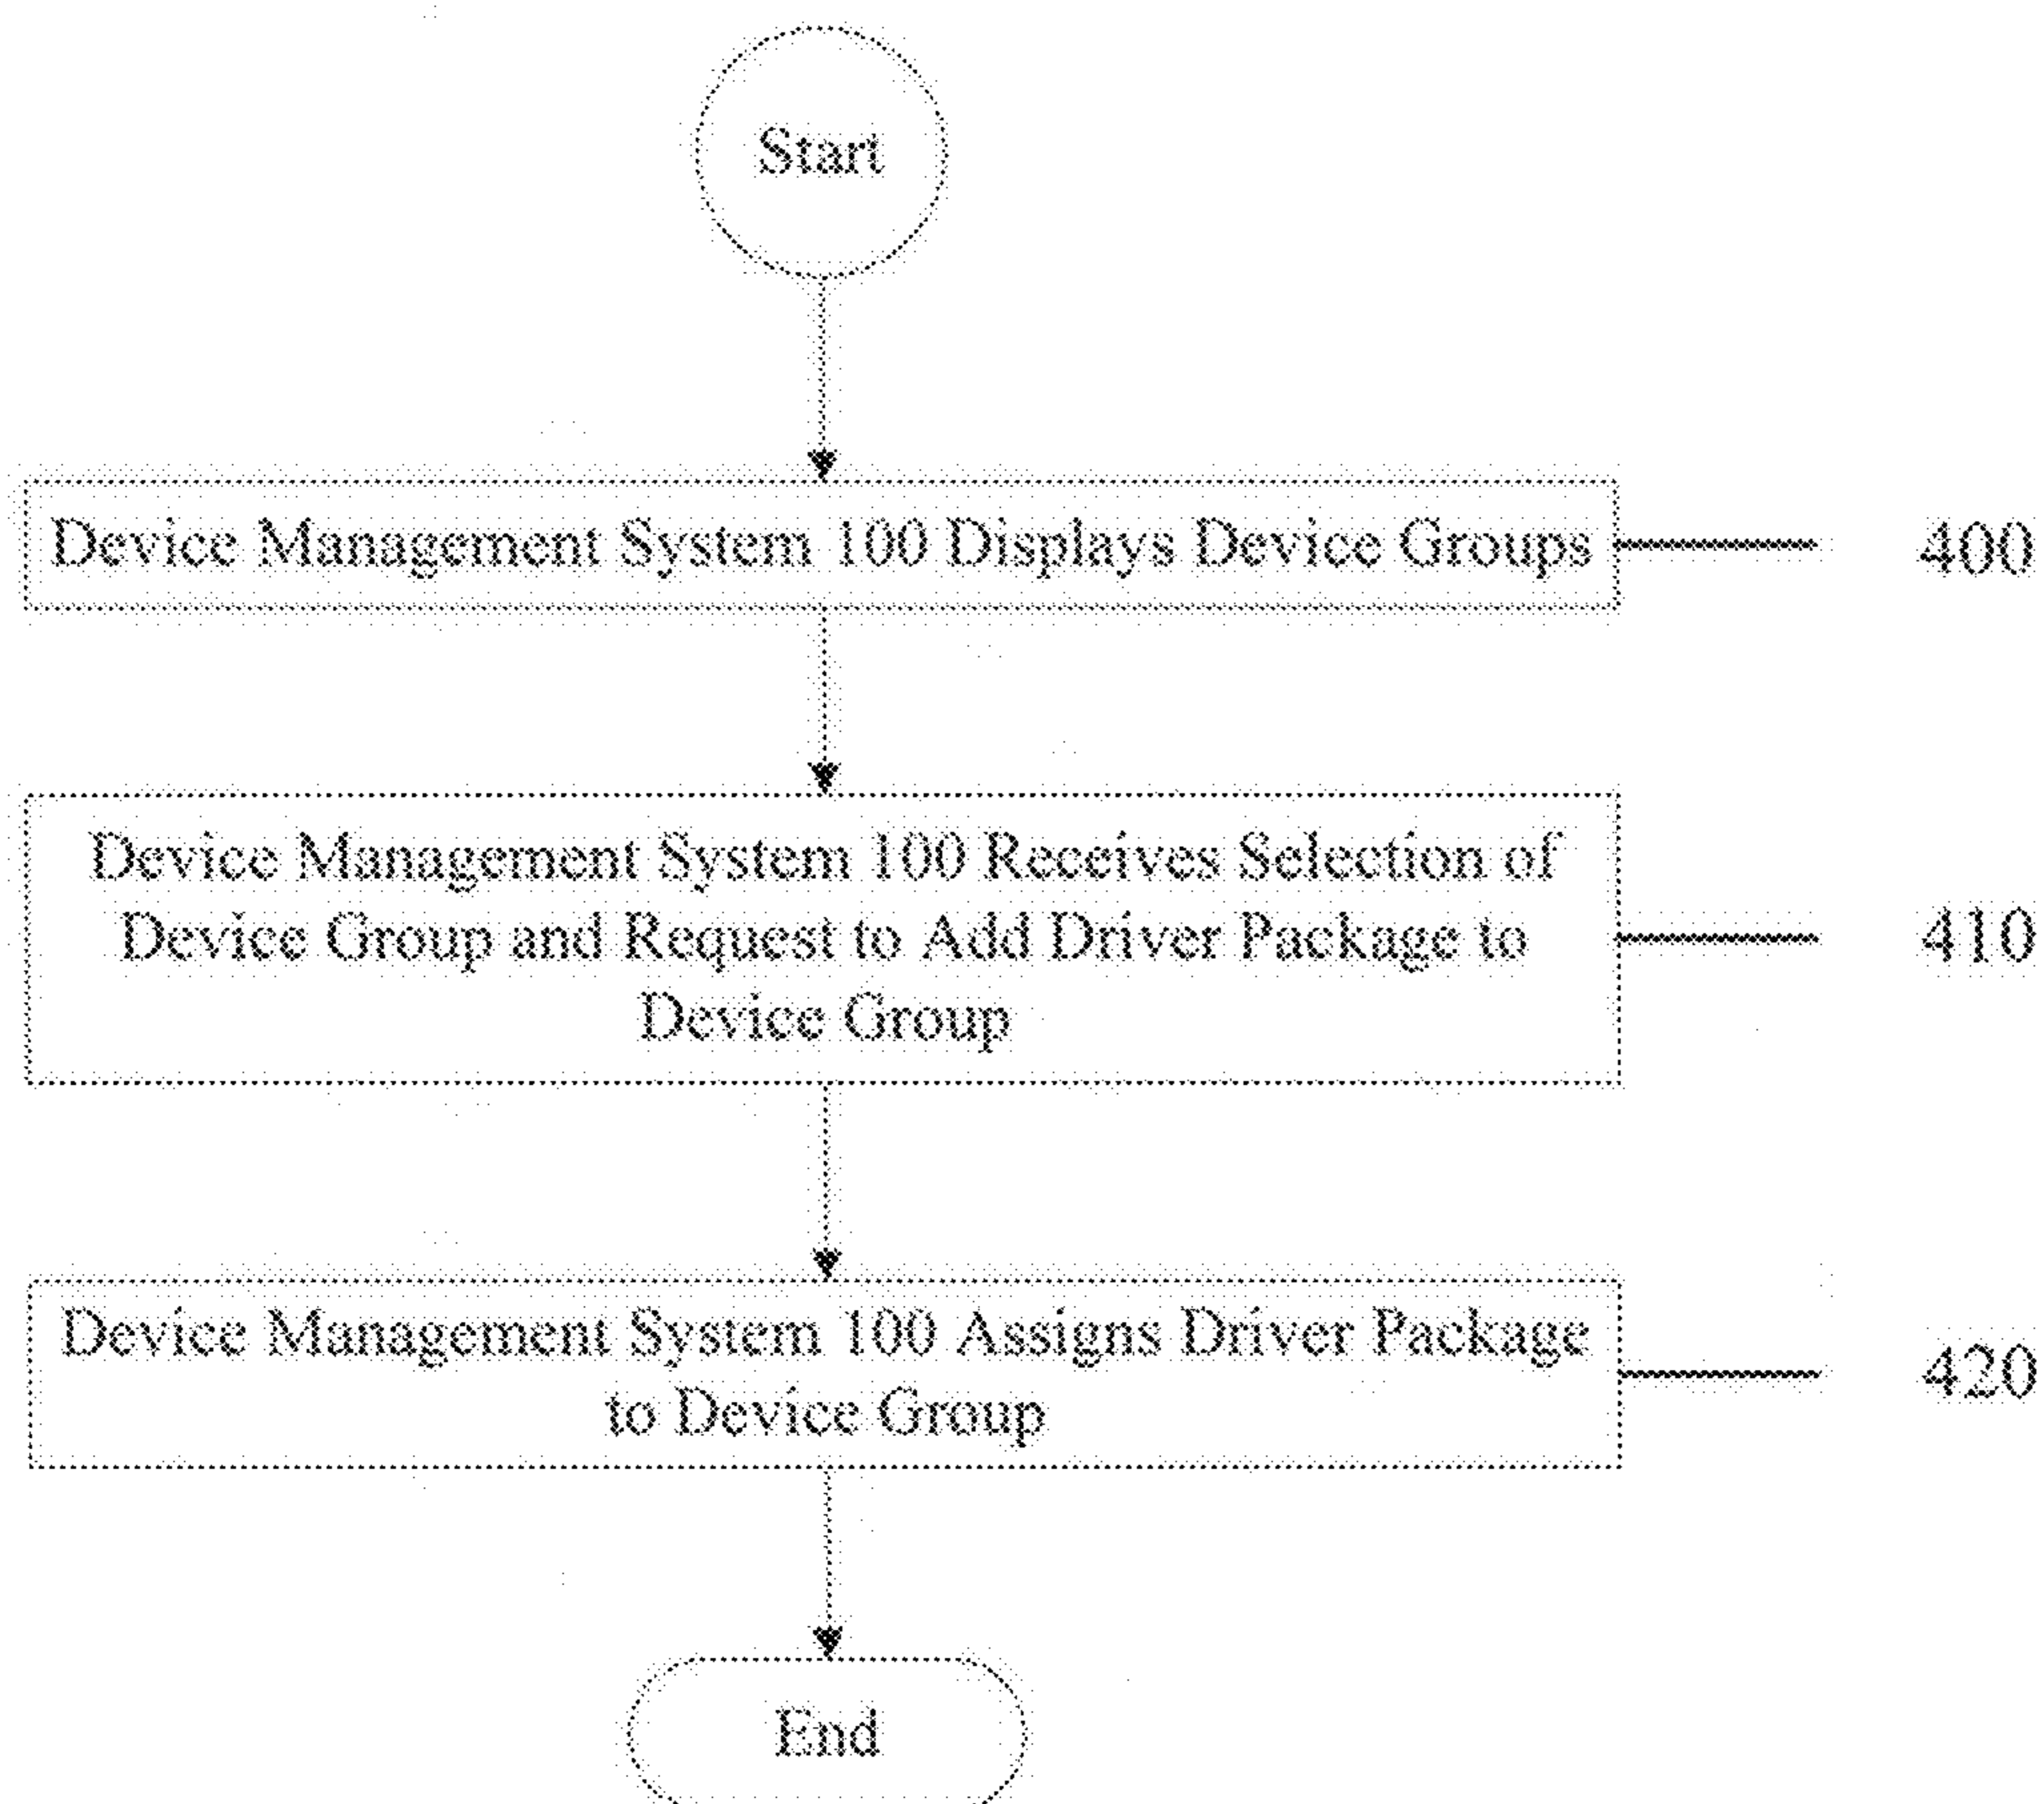 Start
Device Management System 100 Displays Device Groups
400
Device Management System 100 Receives Selection of
Device Group and Request to Add Driver Package to
Device Group
410
Device Management System 100 Assigns Driver Package
to Device Group
420
End